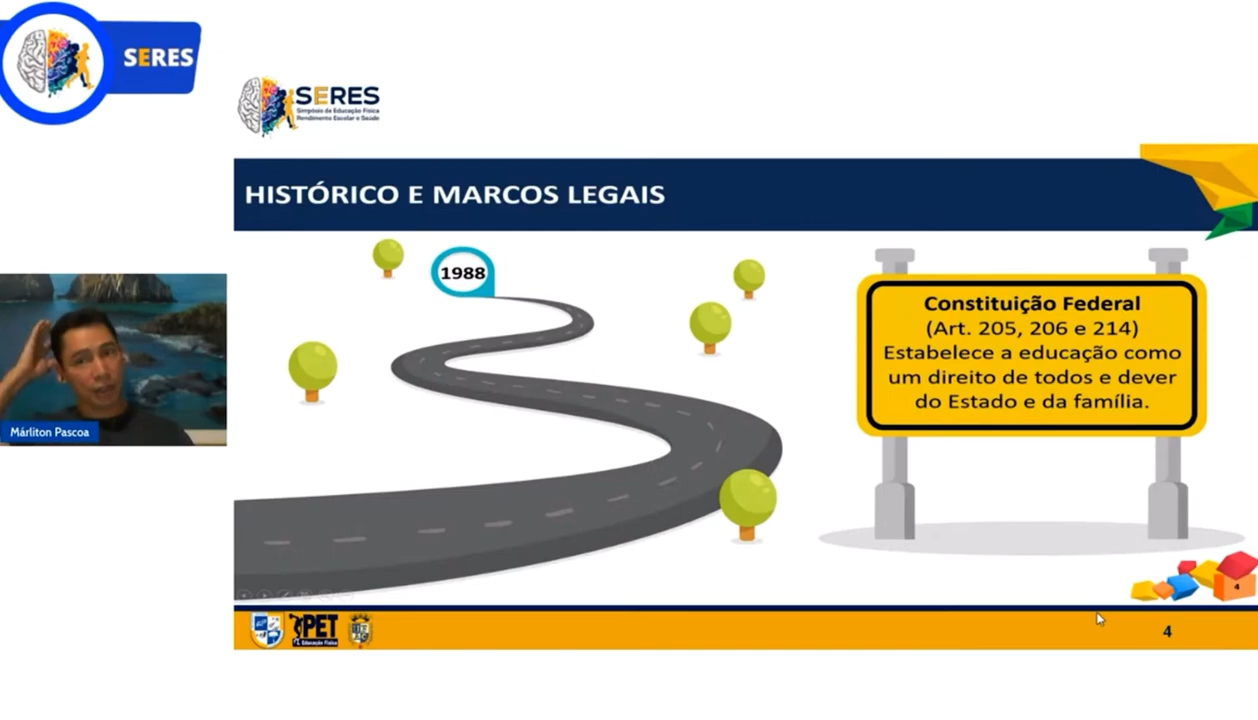 SERES
SERES
Simpósio de Educação Física
Rendimento Escolar e Saúde
HISTÓRICO E MARCOS LEGAIS
1988
Constituição Federal
(Art. 205, 206 e 214)
Estabelece a educação como
um direito de todos e dever
do Estado e da família.
Márliton Pascoa
4
PET
Educação Física
4